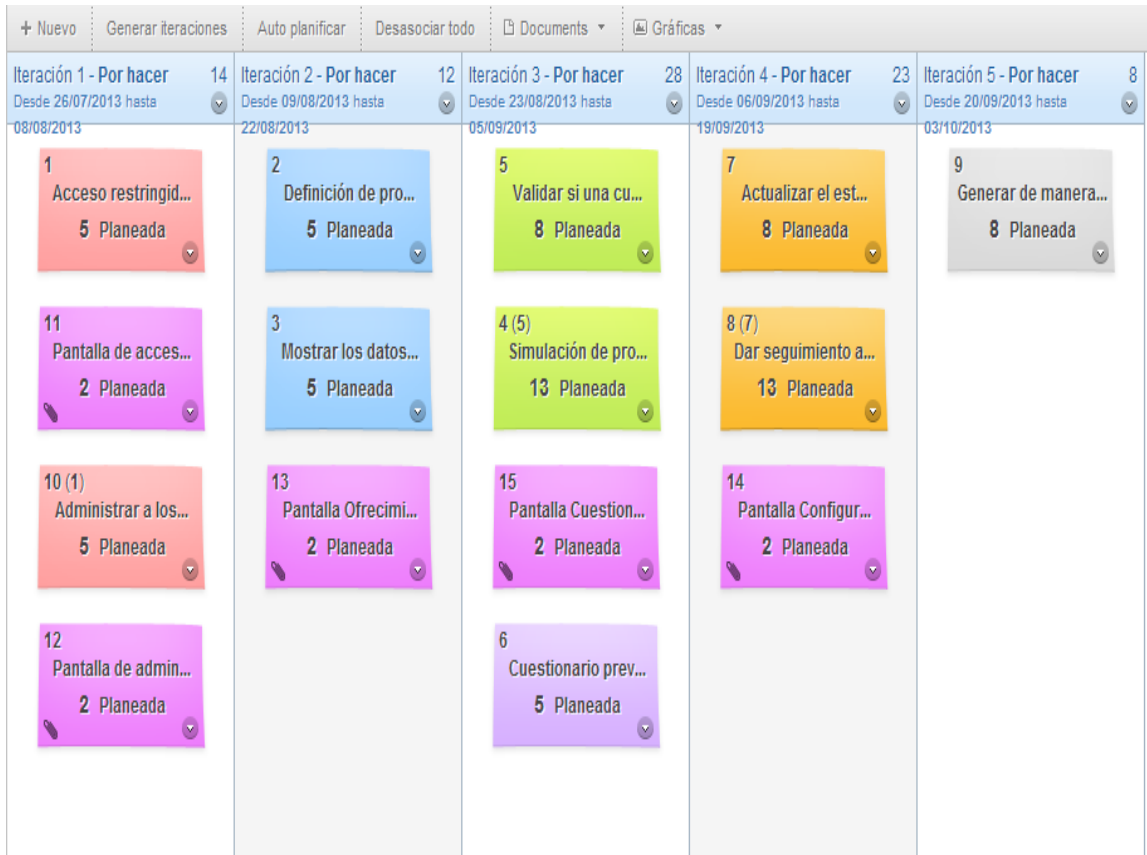 + Nuevo
Generar iteraciones
Auto planificar
Desasociar todo
Documents
Gráficas
Iteración 1 - Por hacer 14
Desde 26/07/2013 hasta
08/08/2013
1
Acceso restringid...
5 Planeada
11
Pantalla de acces...
2 Planeada
10 (1)
Administrar a los...
5 Planeada
12
Pantalla de admin...
2 Planeada
Iteración 2 - Por hacer 12
Desde 09/08/2013 hasta
22/08/2013
2
Definición de pro...
5 Planeada
3
Mostrar los datos...
5 Planeada
13
Pantalla Ofrecimi...
2 Planeada
Iteración 3 - Por hacer 28
Desde 23/08/2013 hasta
05/09/2013
5
Validar si una cu...
8 Planeada
4 (5)
Simulación de pro...
13 Planeada
15
Pantalla Cuestion...
2 Planeada
6
Cuestionario prev...
5 Planeada
Iteración 4 - Por hacer 23
Desde 06/09/2013 hasta
19/09/2013
7
Actualizar el est...
8 Planeada
8 (7)
Dar seguimiento a...
13 Planeada
14
Pantalla Configur...
2 Planeada
Iteración 5 - Por hacer 8
Desde 20/09/2013 hasta
03/10/2013
9
Generar de manera...
8 Planeada